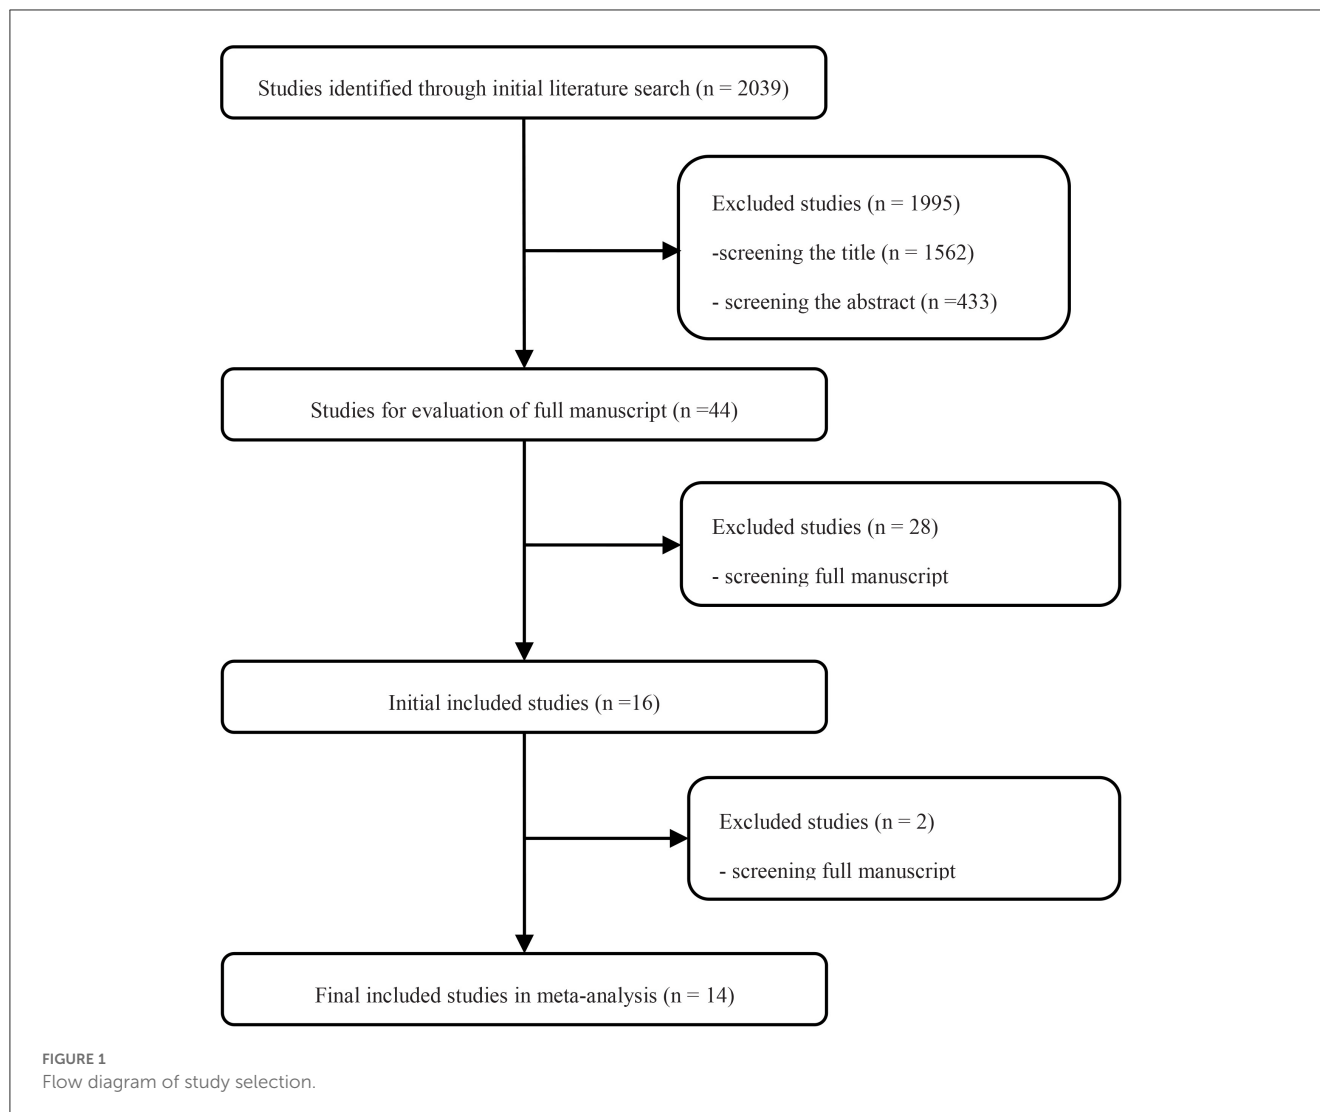 Studies identified through initial literature search (n = 2039)
Excluded studies (n = 1995)
-screening the title (n = 1562)
- screening the abstract (n =433)
Studies for evaluation of full manuscript (n =44)
Excluded studies (n = 28)
- screening full manuscript
Initial included studies (n =16)
Excluded studies (n = 2)
- screening full manuscript
Final included studies in meta-analysis (n = 14)
FIGURE 1
Flow diagram of study selection.